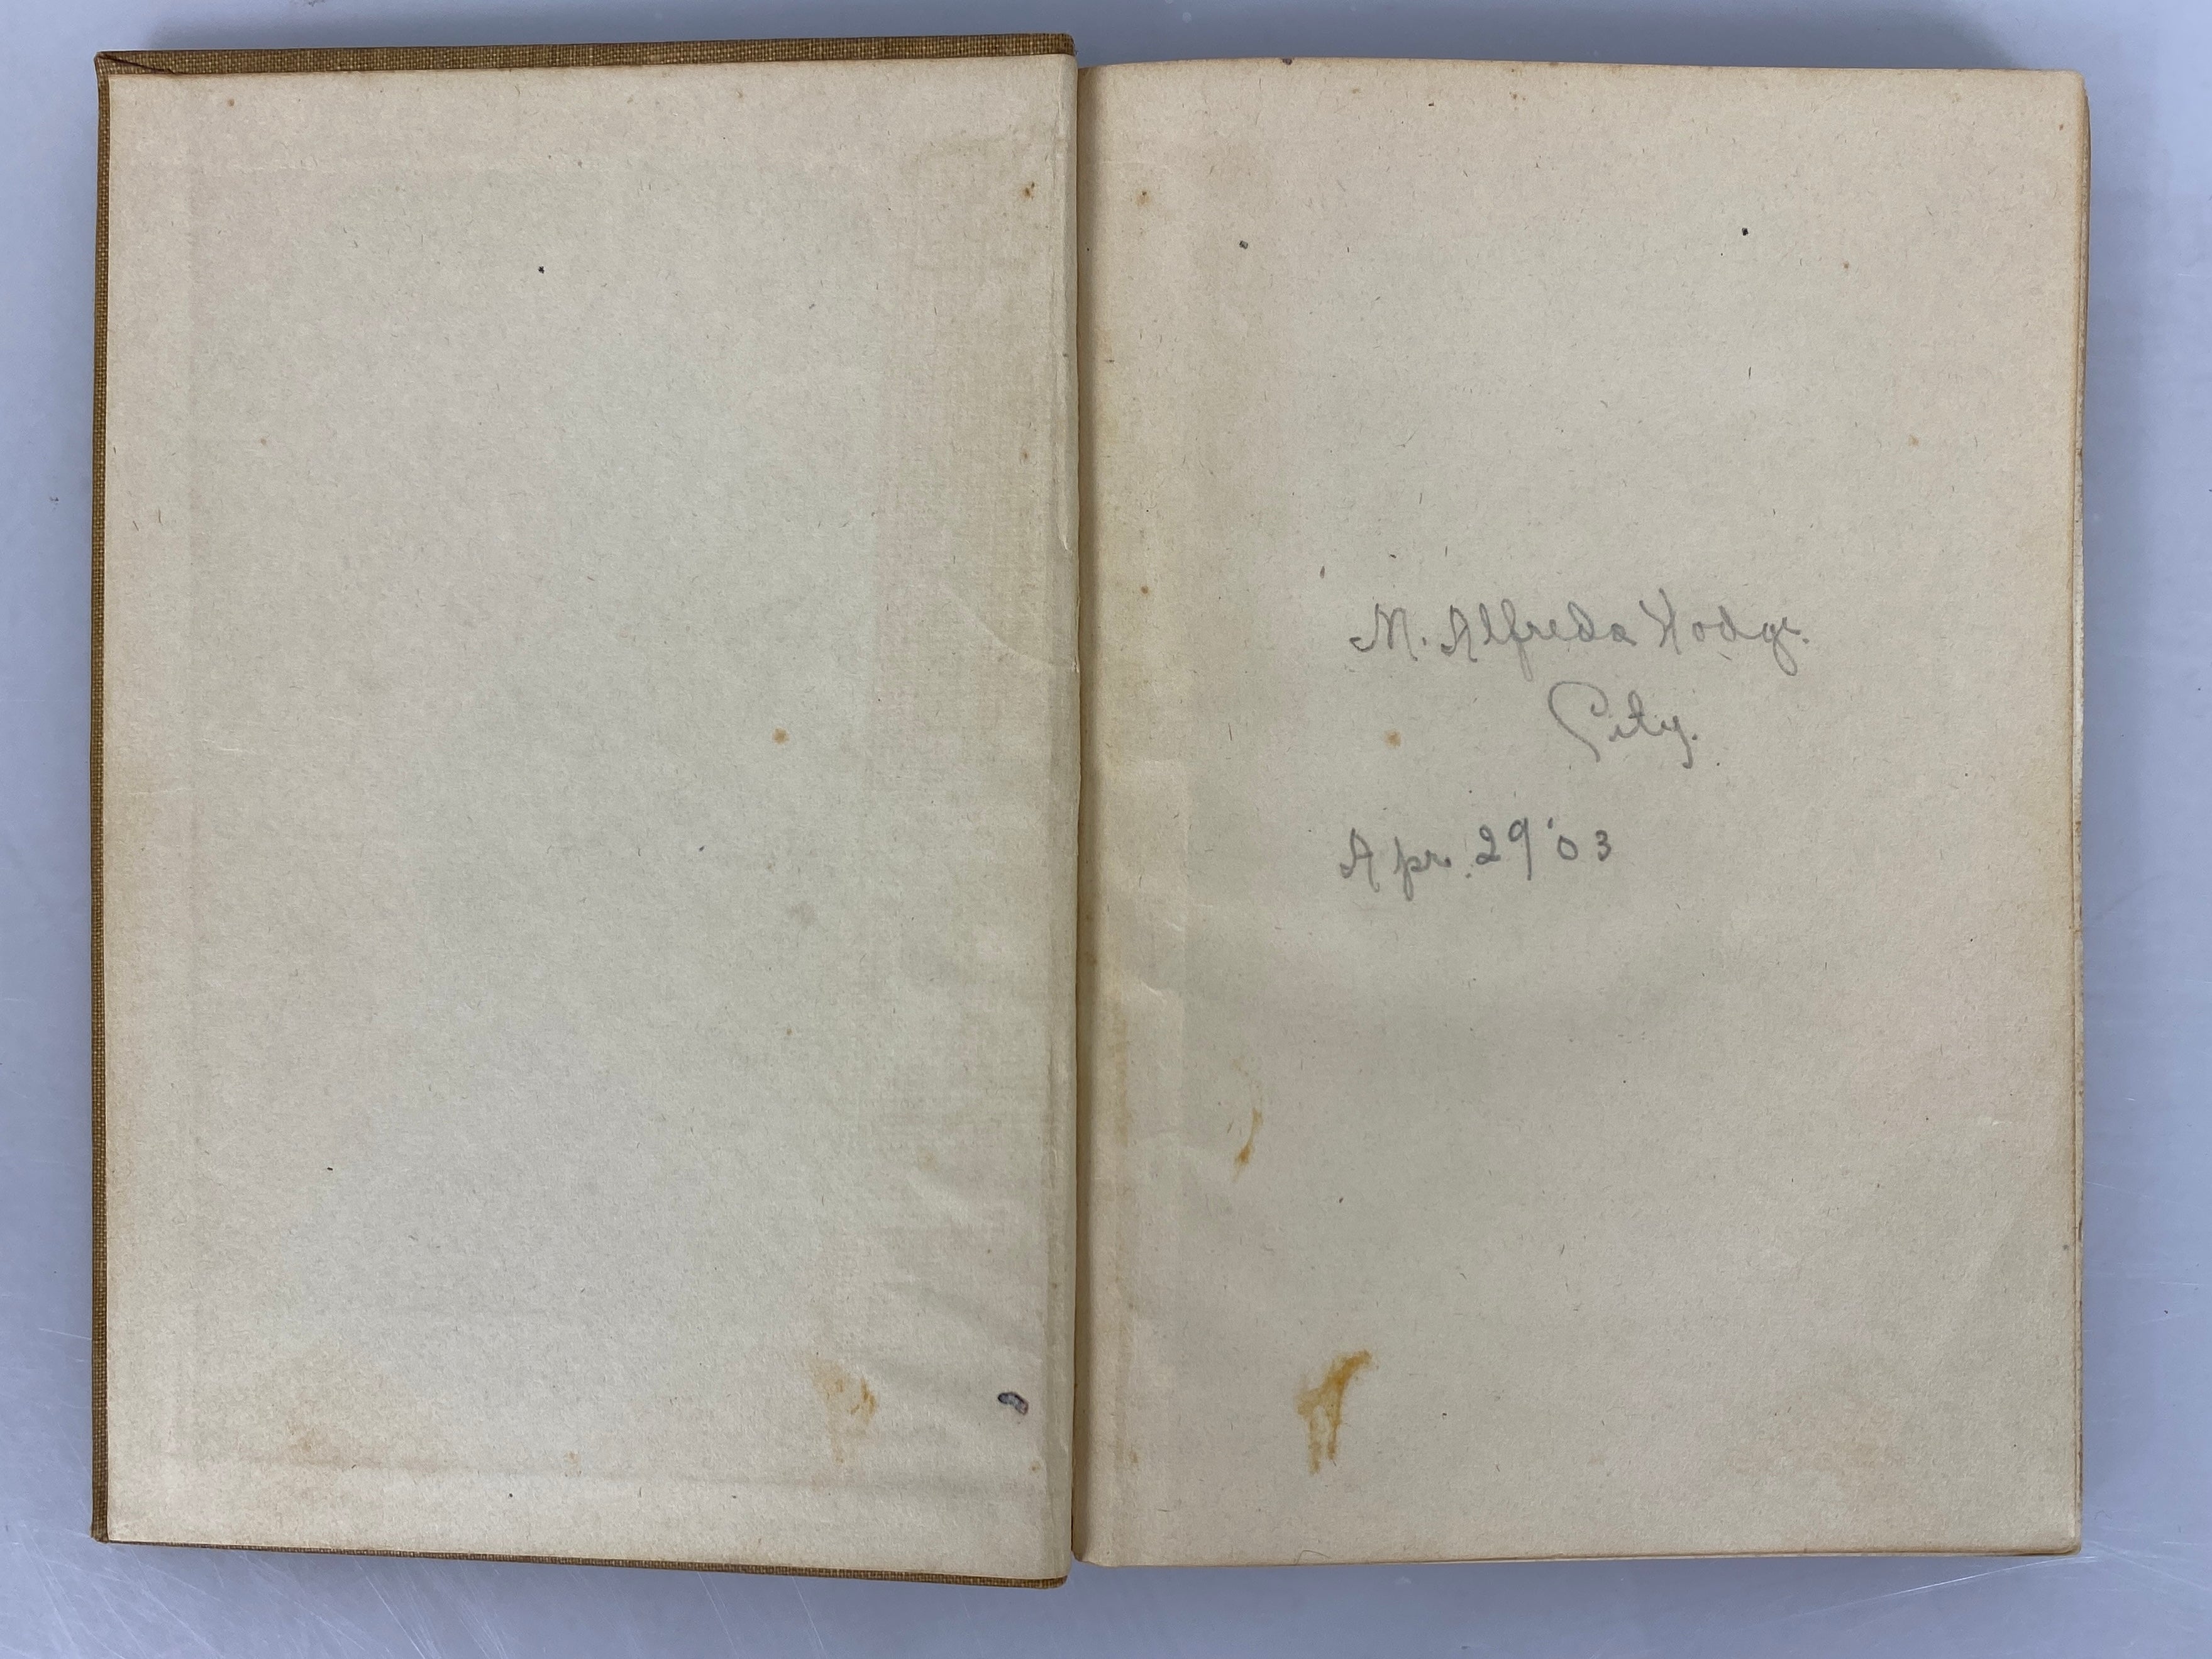 M. Alfreda Hodge.
City.
Apr. 29 '03